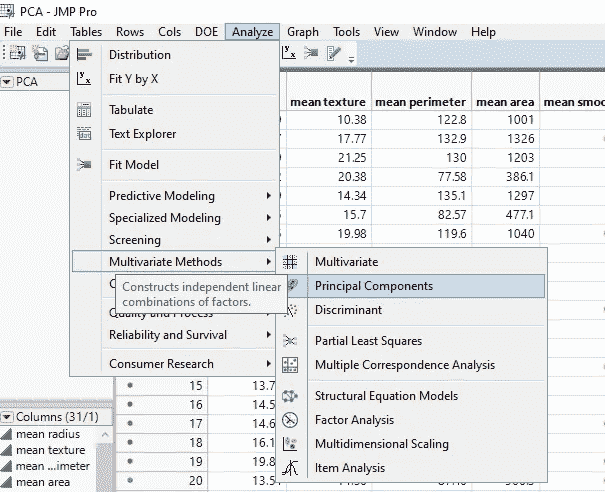 PCA - JMP Pro
File Edit Tables Rows Cols DOE Analyze Graph Tools View Window Help
PCA
Distribution
Fit Y by X
Tabulate
Text Explorer
Fit Model
Predictive Modeling
Specialized Modeling
Screening
Multivariate Methods
Constructs independent linear
combinations of factors.
Quality and Process
Reliability and Survival
Consumer Research
Multivariate
Principal Components
Discriminant
Partial Least Squares
Multiple Correspondence Analysis
Structural Equation Models
Factor Analysis
Multidimensional Scaling
Item Analysis
mean texture mean perimeter mean area mean smoo
10.38 122.8 1001
17.77 132.9 1326
21.25 130 1203
20.38 77.58 386.1
14.34 135.1 1297
15.7 82.57 477.1
19.98 119.6 1040
15 13.7
16 14.5
17 14.6
18 16.1
19 19.8
20 13.5
Columns (31/1)
mean radius
mean texture
mean ...imeter
mean area